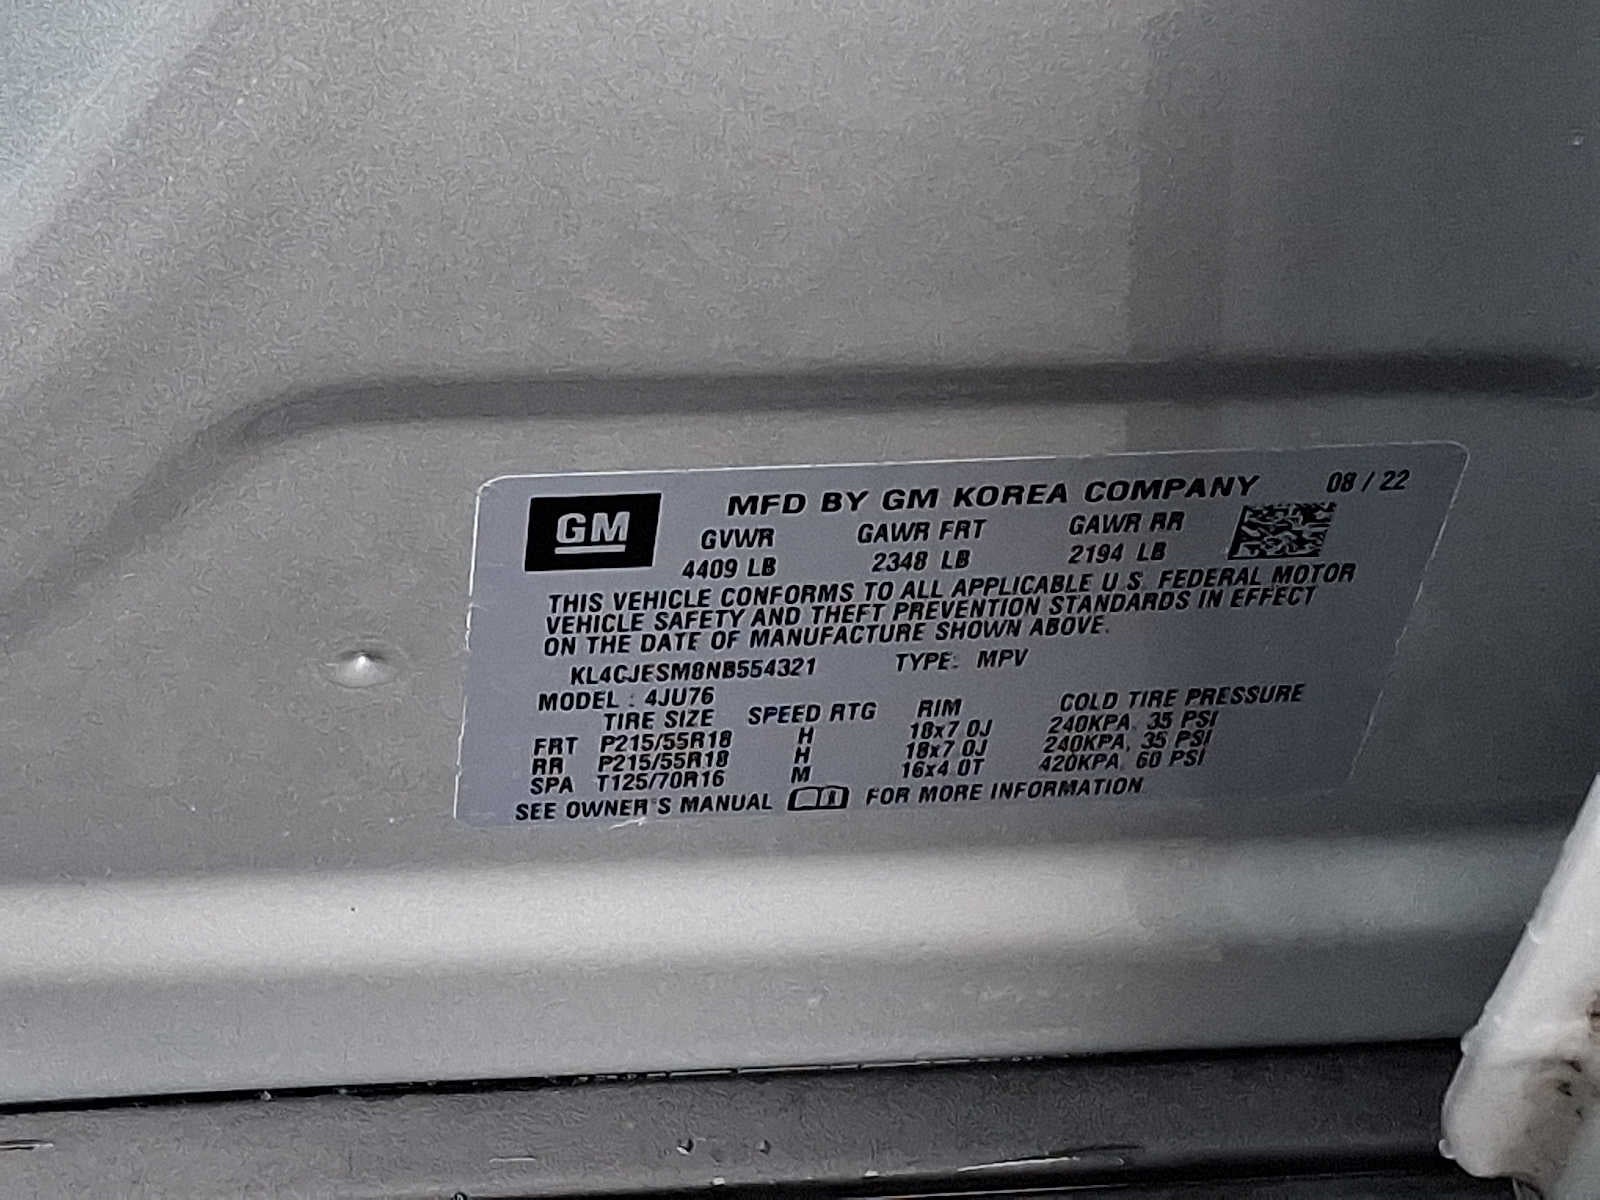 GM
MFD BY GM KOREA COMPANY 08 / 22
GVWR GAWR FRT GAWR RR
4409 LB 2348 LB 2194 LB
THIS VEHICLE CONFORMS TO ALL APPLICABLE U.S. FEDERAL MOTOR
VEHICLE SAFETY AND THEFT PREVENTION STANDARDS IN EFFECT
ON THE DATE OF MANUFACTURE SHOWN ABOVE.
KL4CJESM8NB554321 TYPE: MPV
MODEL : 4JU76
TIRE SIZE SPEED RTG RIM COLD TIRE PRESSURE
FRT P215/55R18 H 18x7.0J 240KPA, 35 PSI
RR P215/55R18 H 18x7.0J 240KPA, 35 PSI
SPA T125/70R16 M 16x4.0T 420KPA, 60 PSI
SEE OWNER'S MANUAL FOR MORE INFORMATION